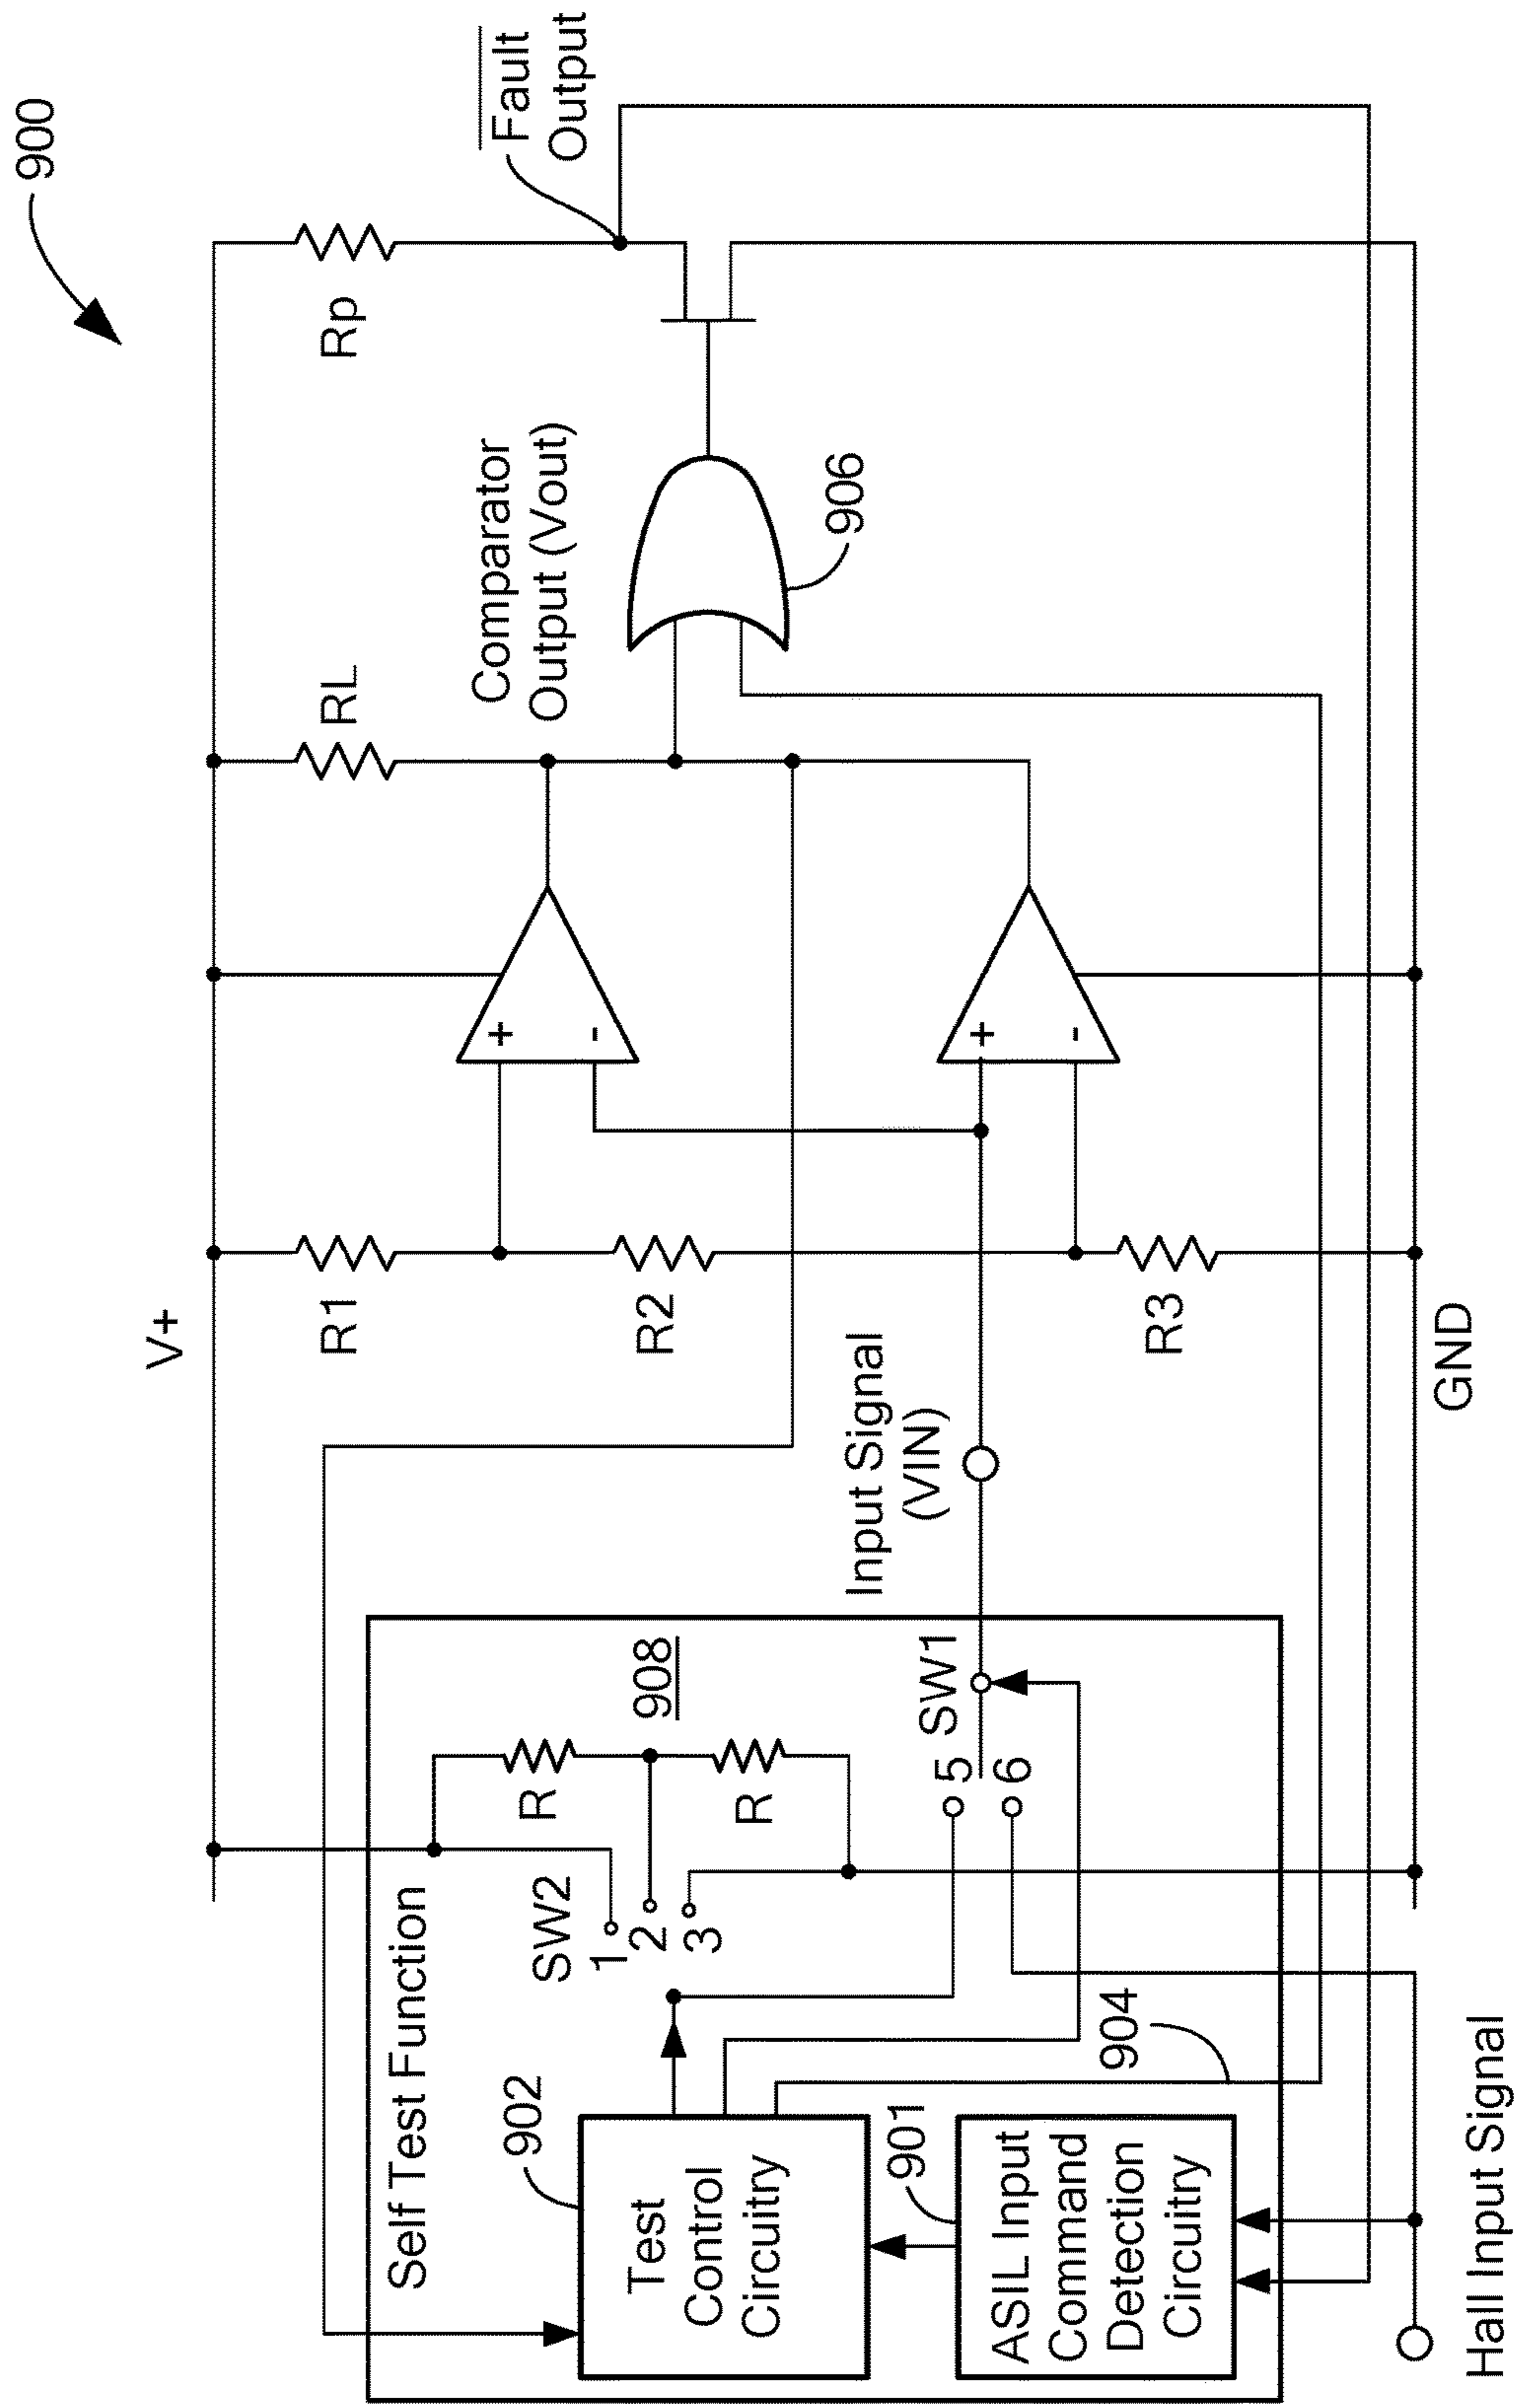 900
V+
Rp
Fault
Output
RL
Comparator
Output (Vout)
906
+
-
+
-
R1
R2
R3
GND
Input Signal
(VIN)
Self Test Function
908
R
R
SW2
1
2
3
SW1
5
6
902
Test
Control
Circuitry
901
904
ASIL Input
Command
Detection
Circuitry
Hall Input Signal